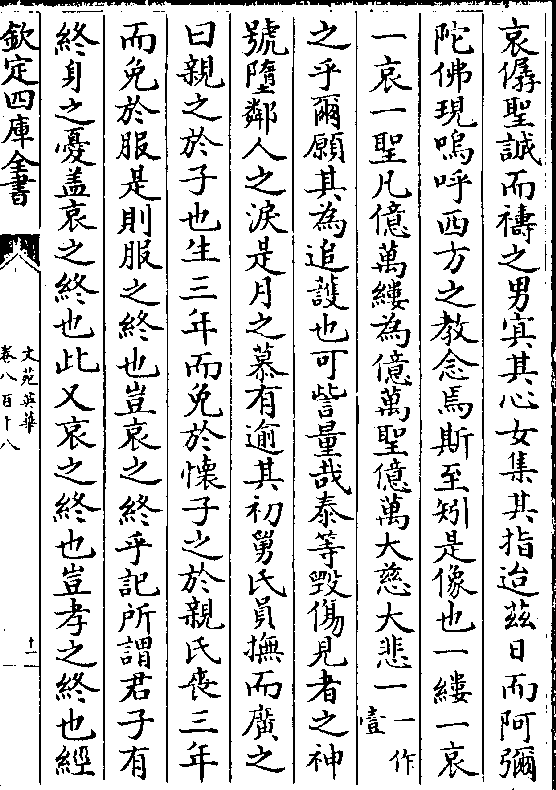 哀儜聖誠而禱之男寘其心女集其指迨茲日而阿彌
陀佛現嗚呼西方之教念焉斯至矧是像也一縷一哀
一哀一聖凡億萬縷為億萬聖億萬大慈大悲一一作壹
之乎爾願其為追護也可訾量哉泰等毀傷見者之神
號墮鄰人之淚是月之慕有逾其初舅氏員撫而廣之
曰親之於子也生三年而免於懷子之於親氏喪三年
而免於服是則服之終也豈哀之終乎記所謂君子有
終身之憂盖哀之終也此又哀之終也豈孝之終也經
欽定四庫全書
文苑英華
卷八百十八
十二